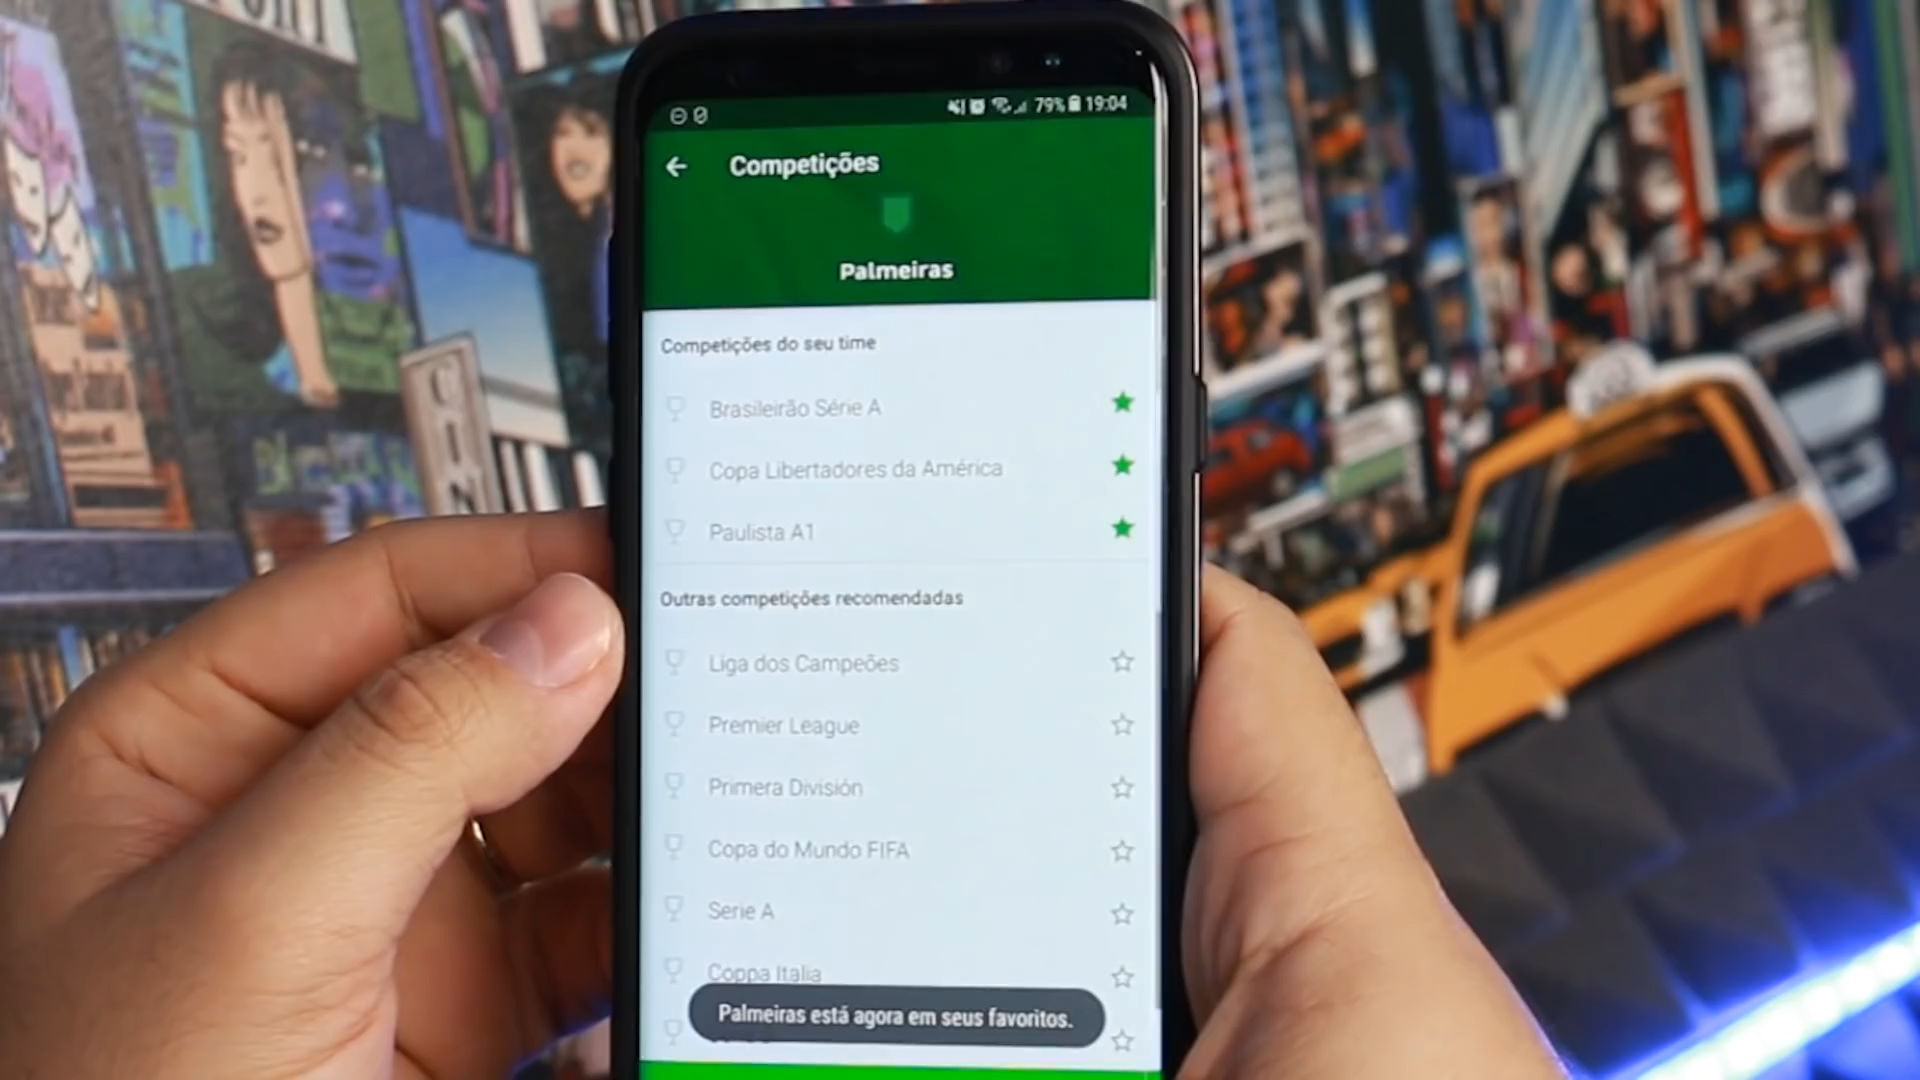 79% 19:04
Competições
Palmeiras
Competições do seu time
Brasileirão Série A
Copa Libertadores da América
Paulista A1
Outras competições recomendadas
Liga dos Campeões
Premier League
Primera División
Copa do Mundo FIFA
Serie A
Coppa Italia
Palmeiras está agora em seus favoritos.